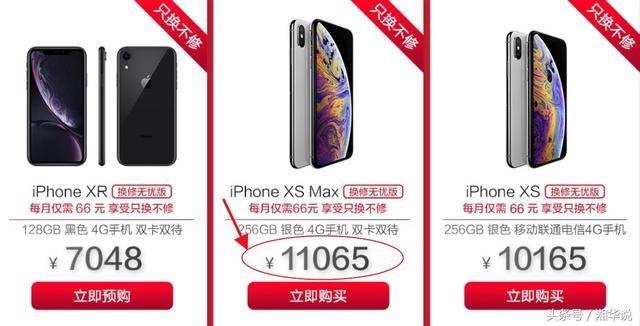 只换不修
iPhone XR 换修无忧版
每月仅需 66 元 享受只换不修
128GB 黑色 4G手机 双卡双待
¥ 7048
立即预购
只换不修
iPhone XS Max 换修无忧版
每月仅需66元 享受只换不修
256GB 银色 4G手机 双卡双待
¥ 11065
立即购买
只换不修
iPhone XS 换修无忧版
每月仅需 66 元 享受只换不修
256GB 银色 移动联通电信4G手机
¥ 10165
立即购买
头条号 / 湘华说